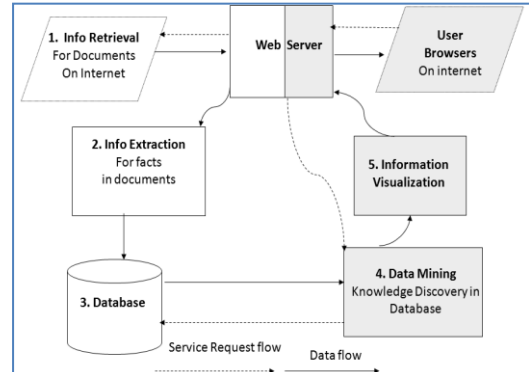 1. Info Retrieval
For Documents
On Internet
Web Server
User
Browsers
On internet
2. Info Extraction
For facts
in documents
5. Information
Visualization
3. Database
4. Data Mining
Knowledge Discovery in
Database
Service Request flow
Data flow